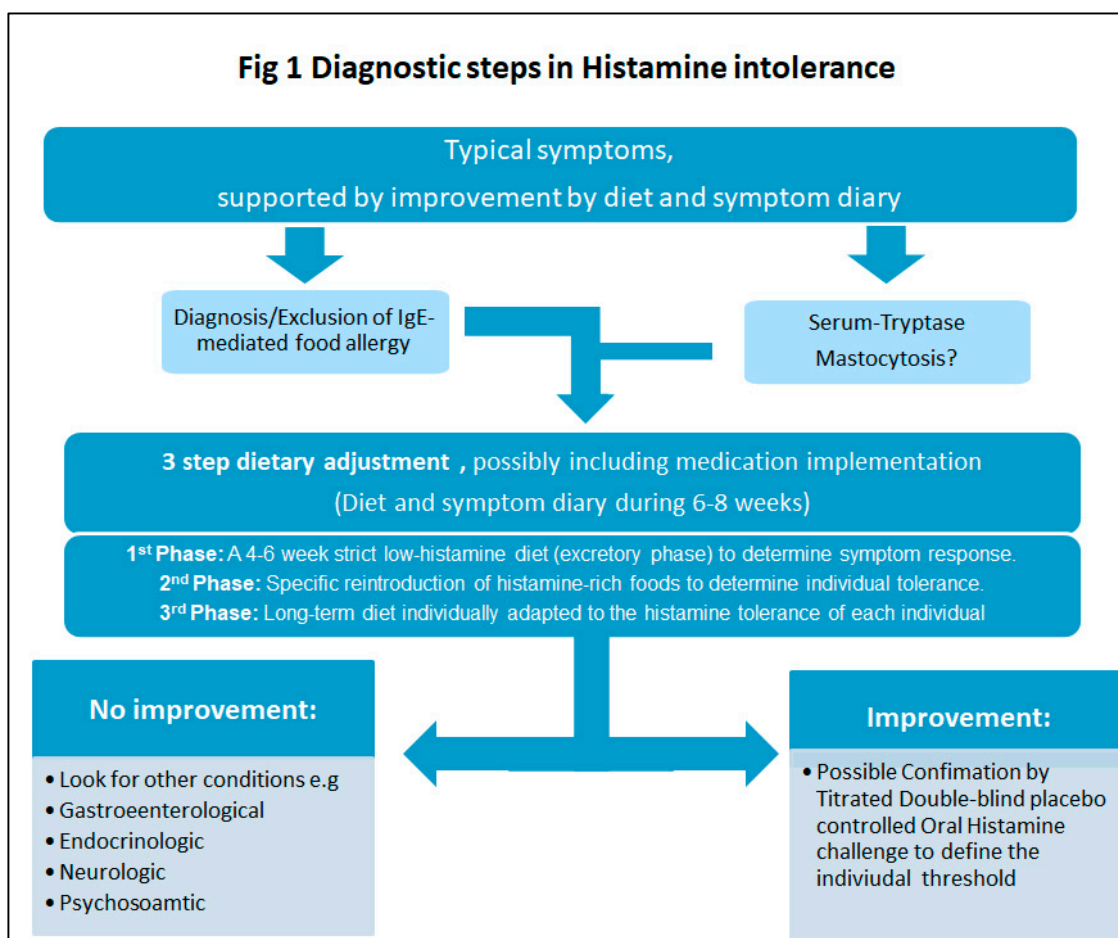 Fig 1 Diagnostic steps in Histamine intolerance
Typical symptoms,
supported by improvement by diet and symptom diary
Diagnosis/Exclusion of IgE-
mediated food allergy
Serum-Tryptase
Mastocytosis?
3 step dietary adjustment , possibly including medication implementation
(Diet and symptom diary during 6-8 weeks)
1st Phase: A 4-6 week strict low-histamine diet (excretory phase) to determine symptom response.
2nd Phase: Specific reintroduction of histamine-rich foods to determine individual tolerance.
3rd Phase: Long-term diet individually adapted to the histamine tolerance of each individual
No improvement:
• Look for other conditions e.g
• Gastroeenterological
• Endocrinologic
• Neurologic
• Psychosoamtic
Improvement:
• Possible Confimation by
Titrated Double-blind placebo
controlled Oral Histamine
challenge to define the
indiviudal threshold